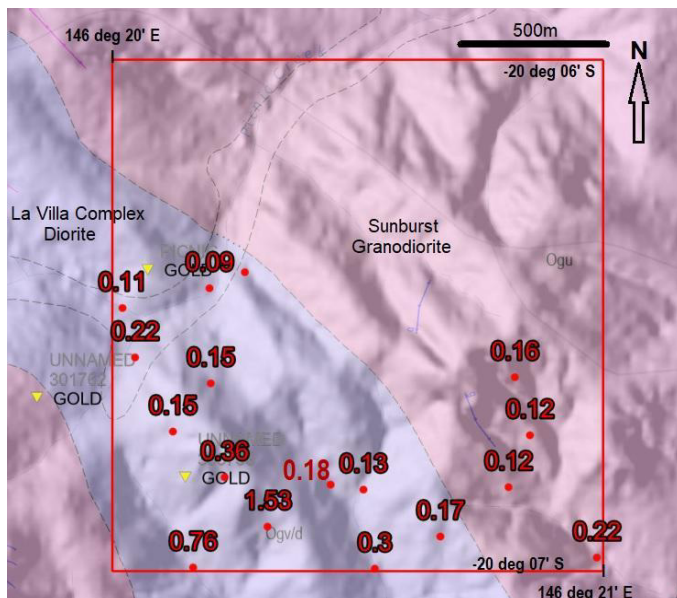 146 deg 20' E
500m
N
-20 deg 06' S
La Villa Complex
Diorite
Sunburst
Granodiorite
Ogu
GOLD
0.09
0.11
0.22
UNNAMED
301762
GOLD
0.15
0.16
0.15
0.12
UNNAMED
0.36
GOLD
0.18
0.13
0.12
1.53
Ogv/d
0.17
0.76
0.3
0.22
-20 deg 07' S
146 deg 21' E